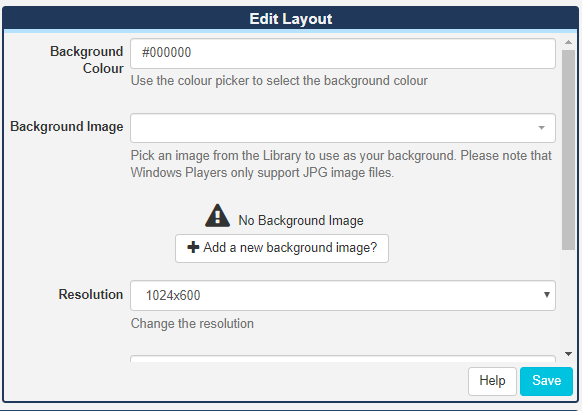 Edit Layout
Background
Colour
#000000
Use the colour picker to select the background colour
Background Image
Pick an image from the Library to use as your background. Please note that
Windows Players only support JPG image files.
No Background Image
Add a new background image?
Resolution
1024x600
Change the resolution
Help
Save